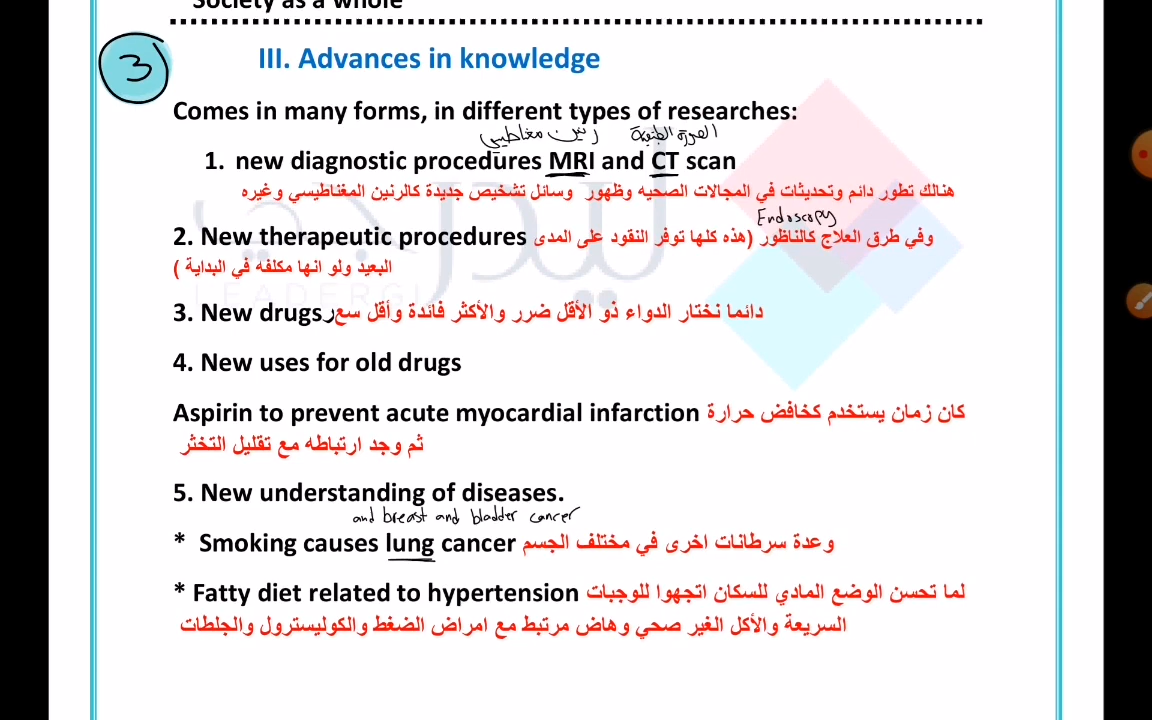 Society as a whole
3
III. Advances in knowledge
Comes in many forms, in different types of researches:
رنين مغناطيسي الصورة الطبقية
1. new diagnostic procedures MRI and CT scan
هنالك تطور دائم وتحديثات في المجالات الصحيه وظهور وسائل تشخيص جديدة كالرنين المغناطيسي وغيره
Endoscopy
2. New therapeutic procedures وفي طرق العلاج كالناظور (هذه كلها توفر النقود على المدى
البعيد ولو انها مكلفه في البداية )
ليدرجي
LEADERGI
3. New drugs دائما نختار الدواء ذو الأقل ضرر والأكثر فائدة وأقل سعر
4. New uses for old drugs
Aspirin to prevent acute myocardial infarction كان زمان يستخدم كخافض حرارة
ثم وجد ارتباطه مع تقليل التخثر
5. New understanding of diseases.
and breast and bladder cancer
* Smoking causes lung cancer وعدة سرطانات اخرى في مختلف الجسم
* Fatty diet related to hypertension لما تحسن الوضع المادي للسكان اتجهوا للوجبات
السريعة والأكل الغير صحي وهاض مرتبط مع امراض الضغط والكوليسترول والجلطات